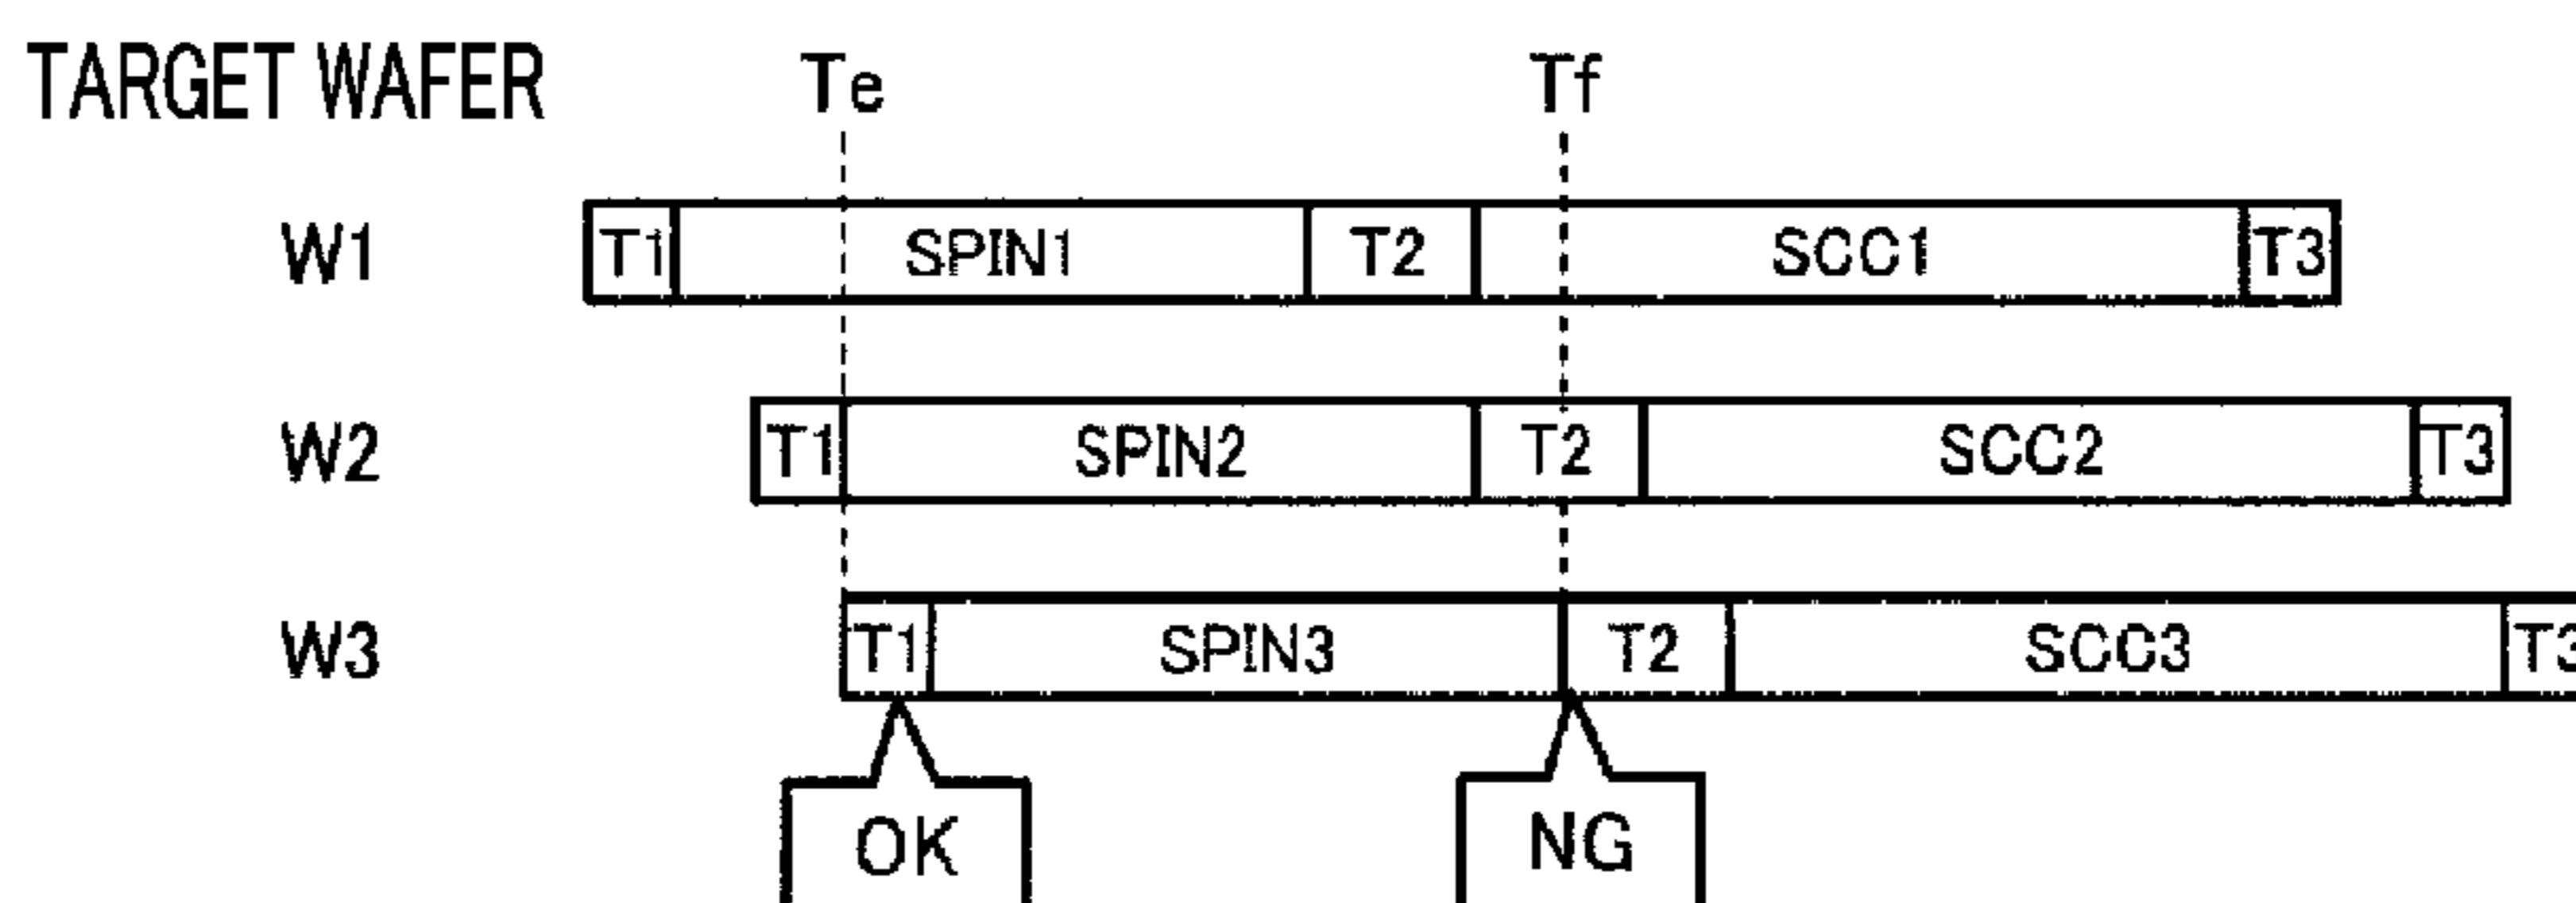 TARGET WAFER Te Tf
W1 T1 SPIN1 T2 SCC1 T3
W2 T1 SPIN2 T2 SCC2 T3
W3 T1 SPIN3 T2 SCC3 T3
OK NG